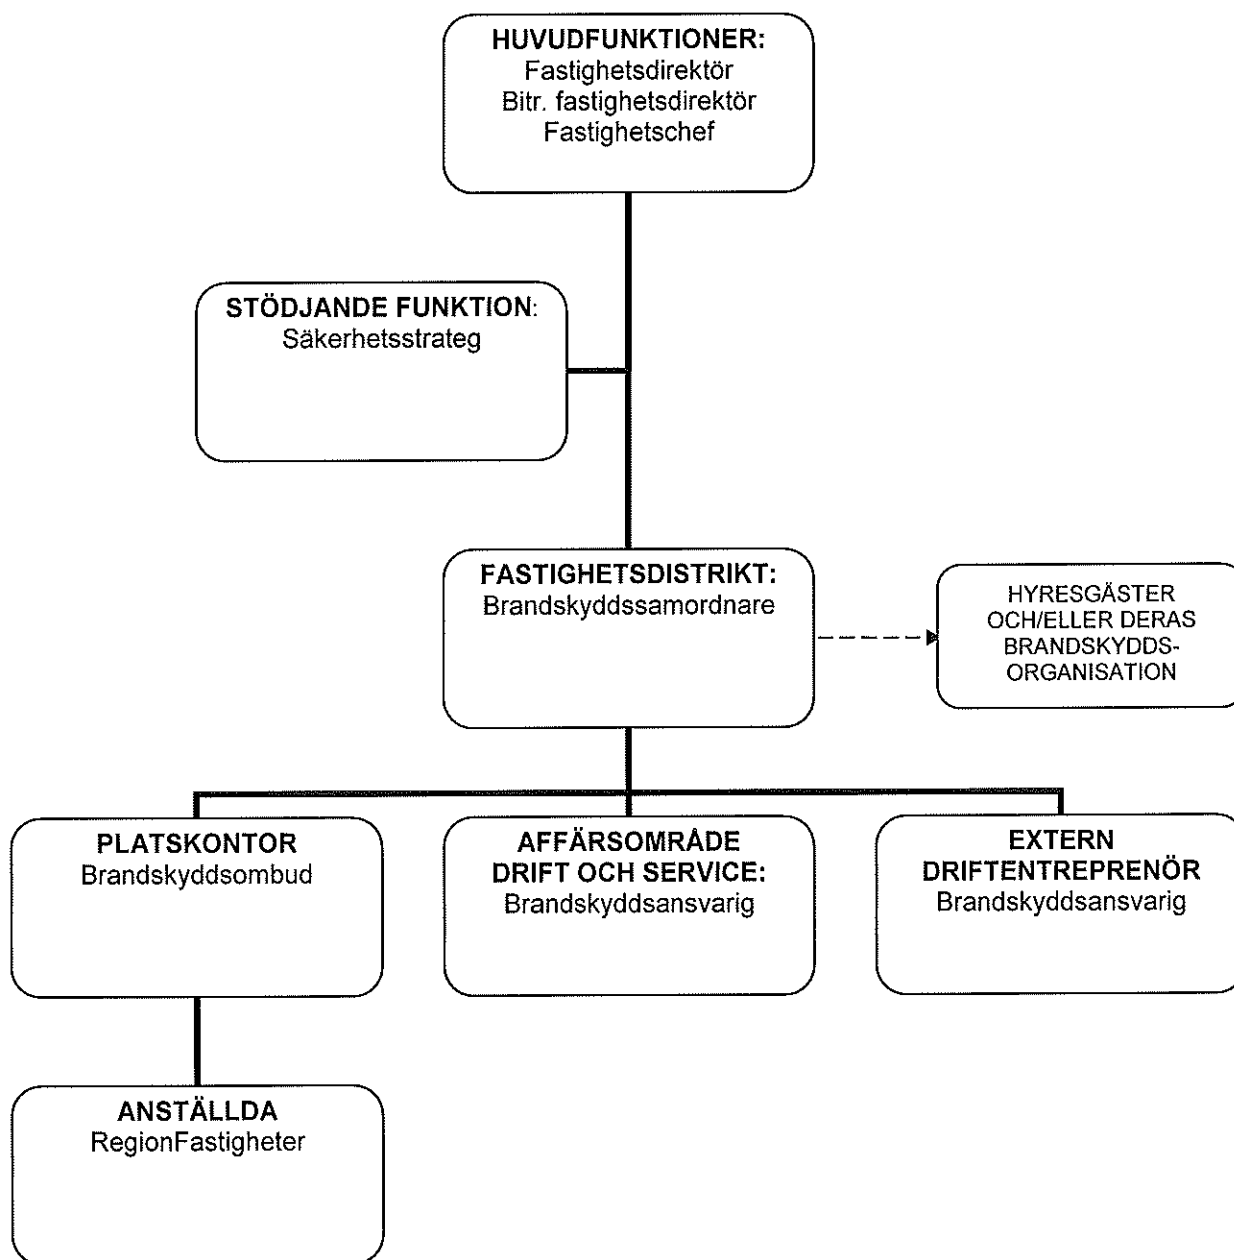 HUVUDFUNKTIONER:
Fastighetsdirektör
Bitr. fastighetsdirektör
Fastighetschef
STÖDJANDE FUNKTION:
Säkerhetsstrateg
FASTIGHETSDISTRIKT:
Brandskyddssamordnare
HYRESGÄSTER
OCH/ELLER DERAS
BRANDSKYDDS-
ORGANISATION
PLATSKONTOR
Brandskyddsombud
AFFÄRSOMRÅDE
DRIFT OCH SERVICE:
Brandskyddsansvarig
EXTERN
DRIFTENTREPRENÖR
Brandskyddsansvarig
ANSTÄLLDA
RegionFastigheter